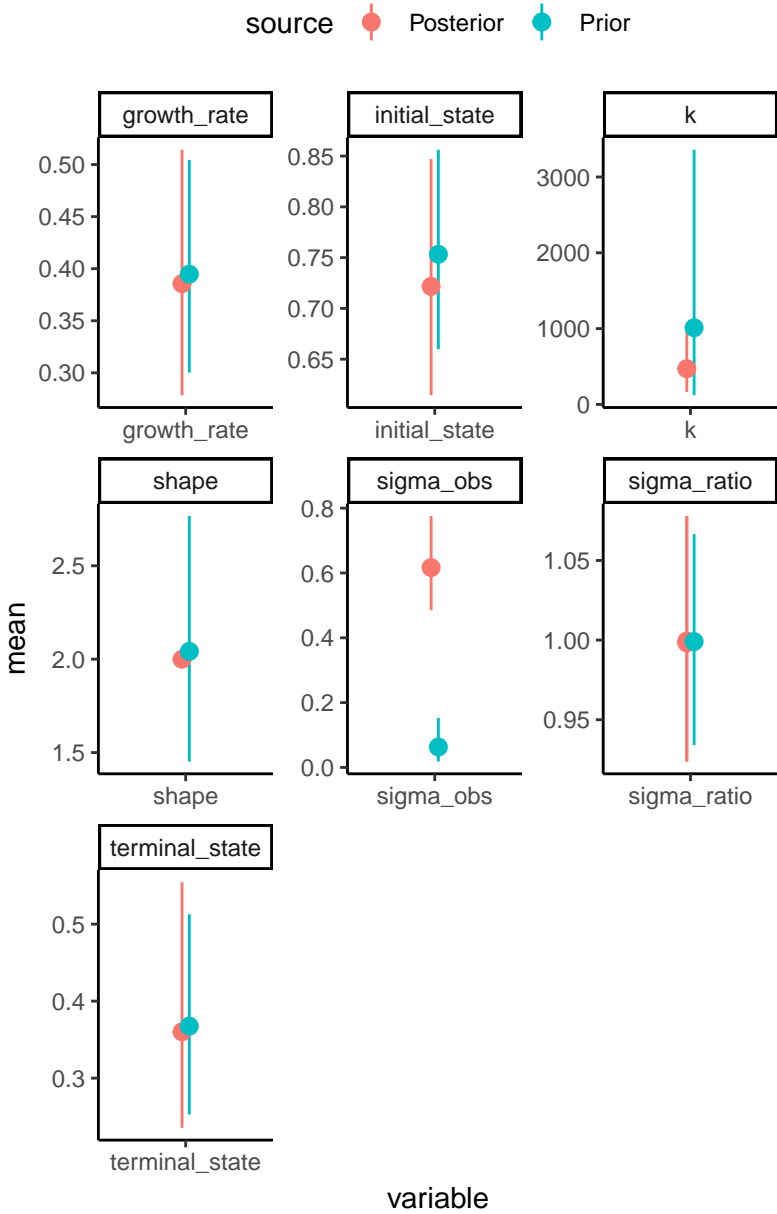 source Posterior Prior
growth_rate initial_state k
0.50 0.85 3000
0.45 0.80
0.40 0.75 2000
0.35 0.70 1000
0.30 0.65 0
growth_rate initial_state k
shape sigma_obs sigma_ratio
2.5 0.8 1.05
2.0 0.6 1.00
1.5 0.4 0.95
0.2
0.0
shape sigma_obs sigma_ratio
mean
terminal_state
0.5
0.4
0.3
terminal_state
variable